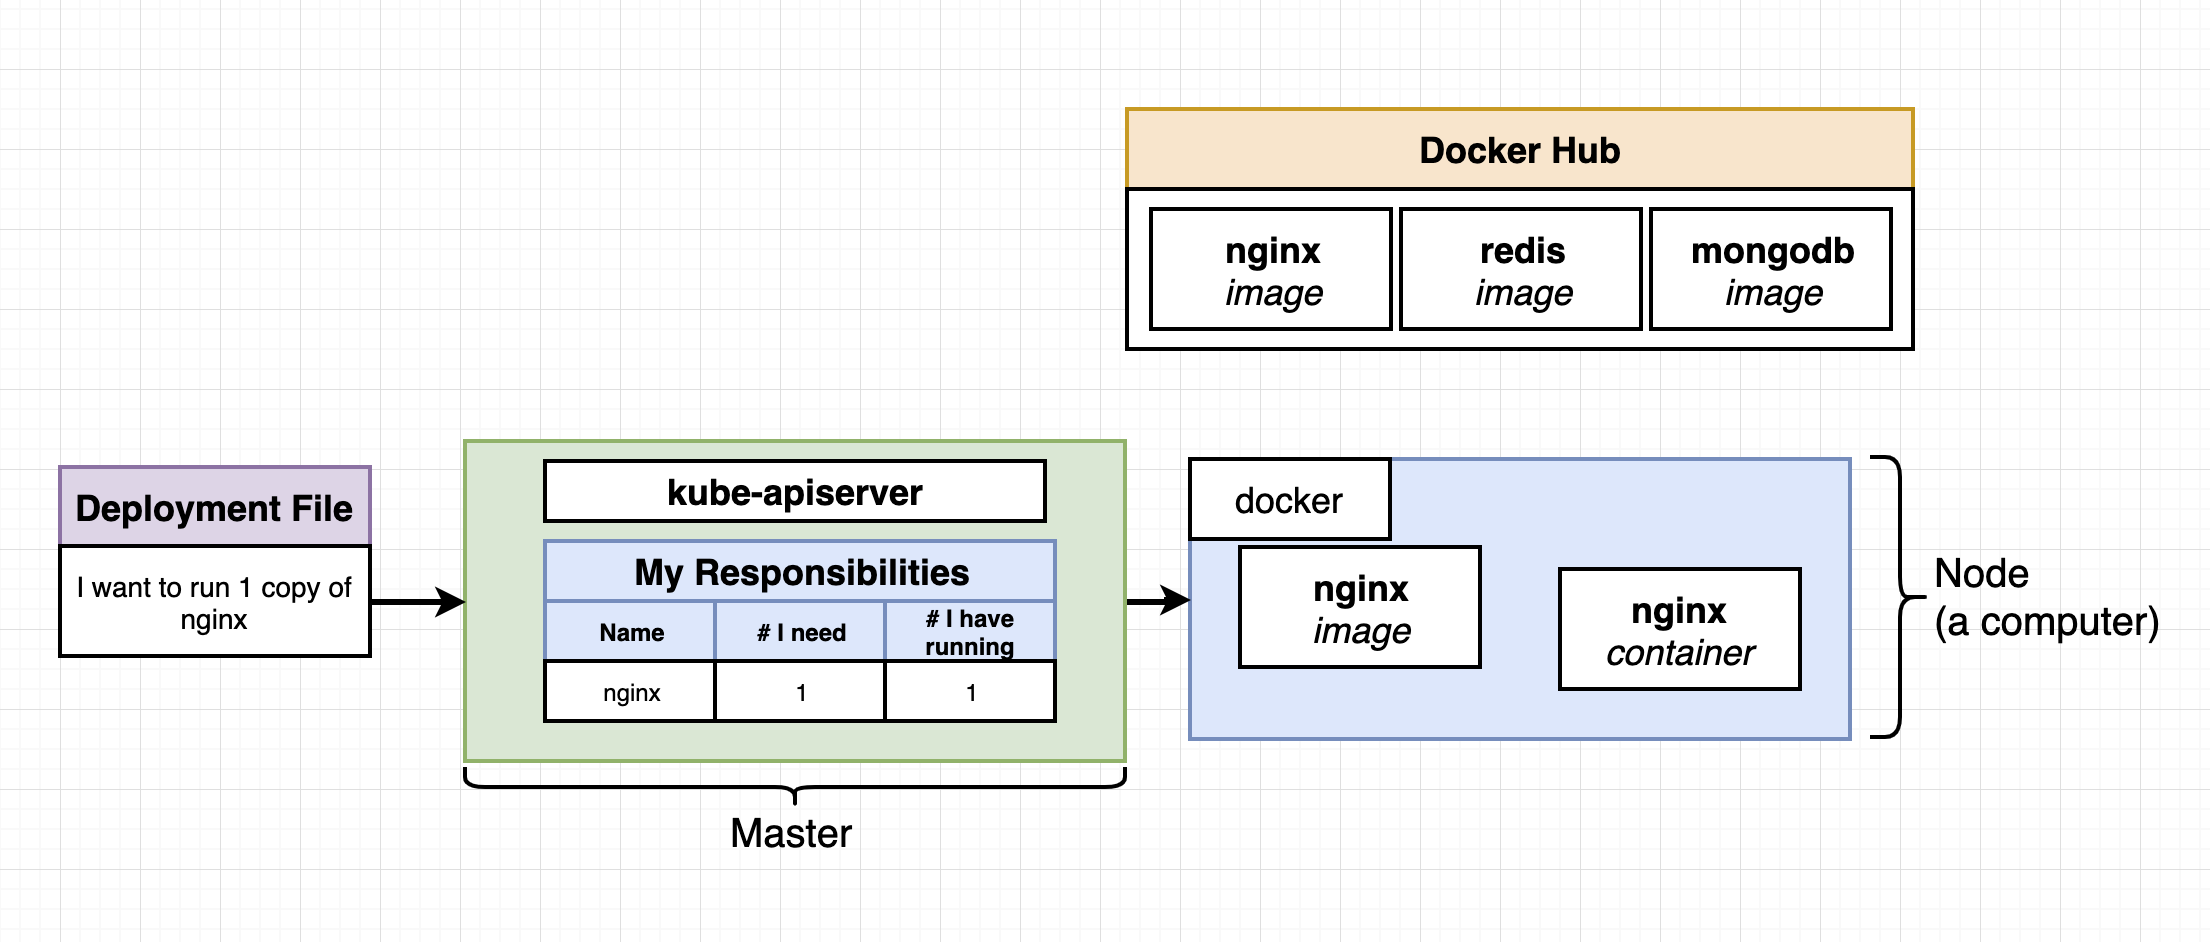 Docker Hub
nginx
image
redis
image
mongodb
image
Deployment File
I want to run 1 copy of
nginx
kube-apiserver
My Responsibilities
Name
# I need
# I have
running
nginx
1
1
Master
docker
nginx
image
nginx
container
Node
(a computer)